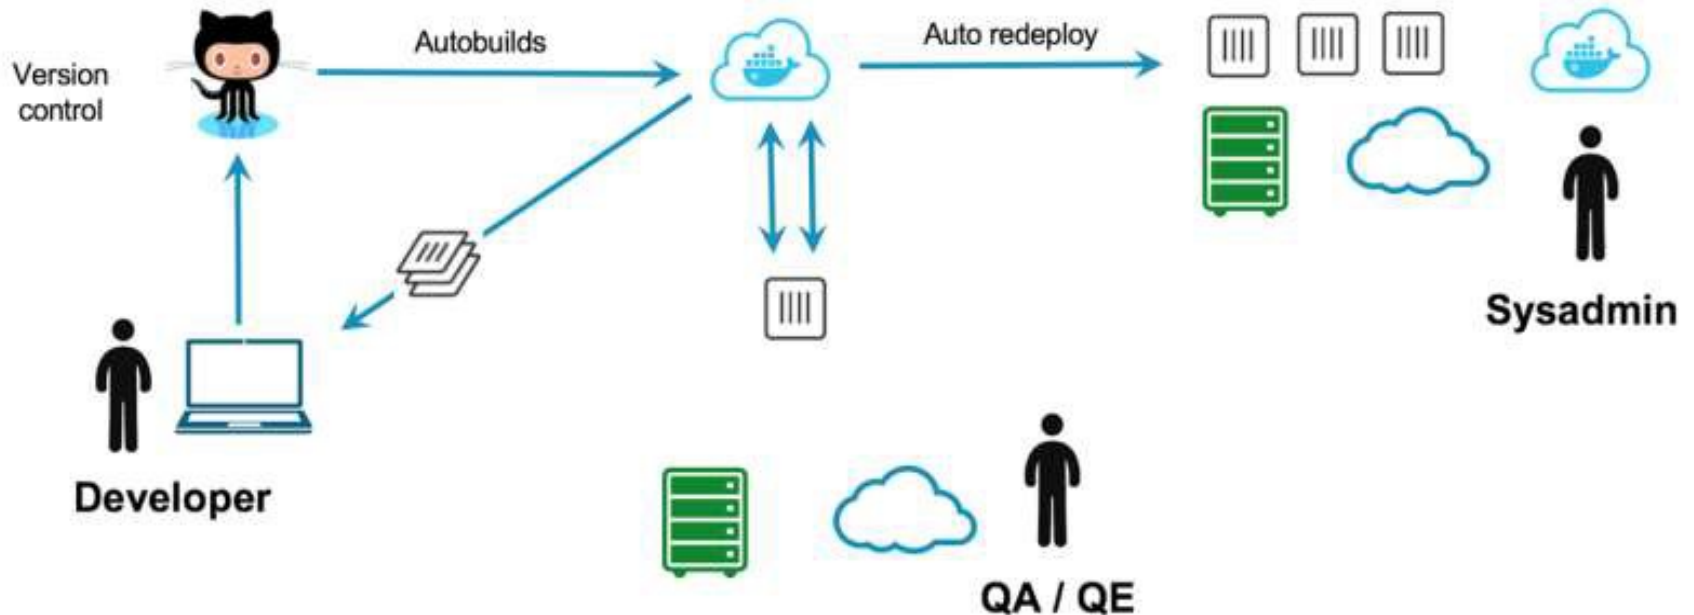 Version
control
Autobuilds
Auto redeploy
Sysadmin
Developer
QA / QE